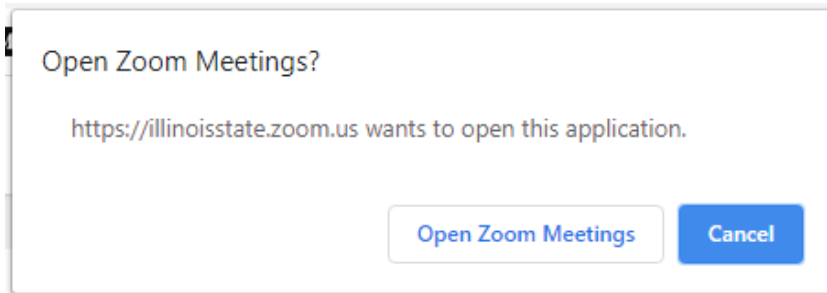 Open Zoom Meetings?
https://illinoisstate.zoom.us wants to open this application.
Open Zoom Meetings Cancel